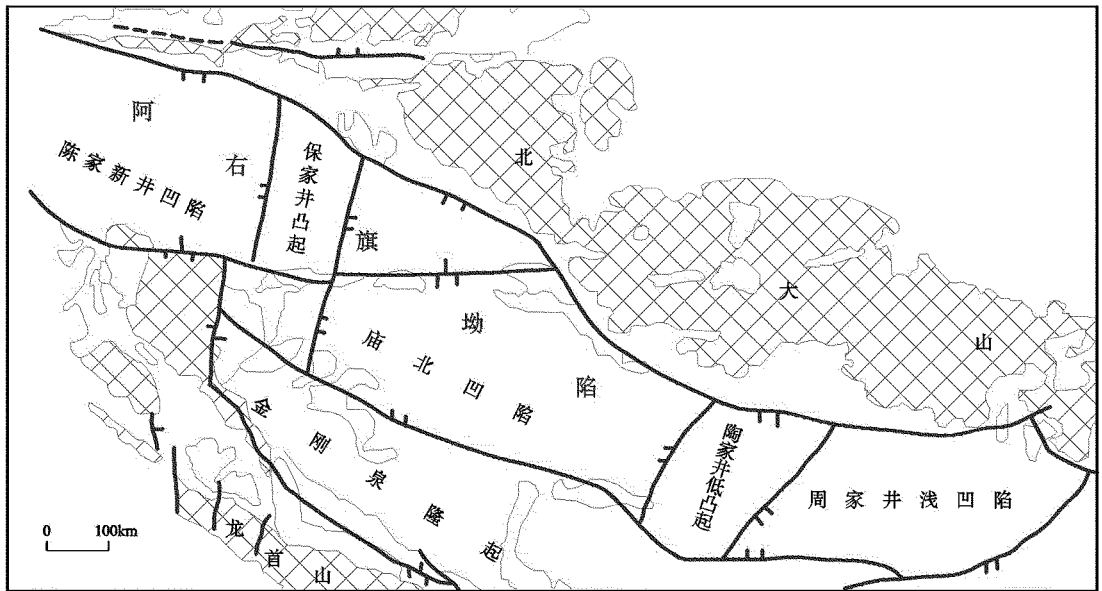 阿右旗坳陷
陈家新井凹陷
保家井凸起
北大山
庙北凹陷
金刚泉隆起
陶家井低凸起
周家井浅凹陷
龙首山
0 100km